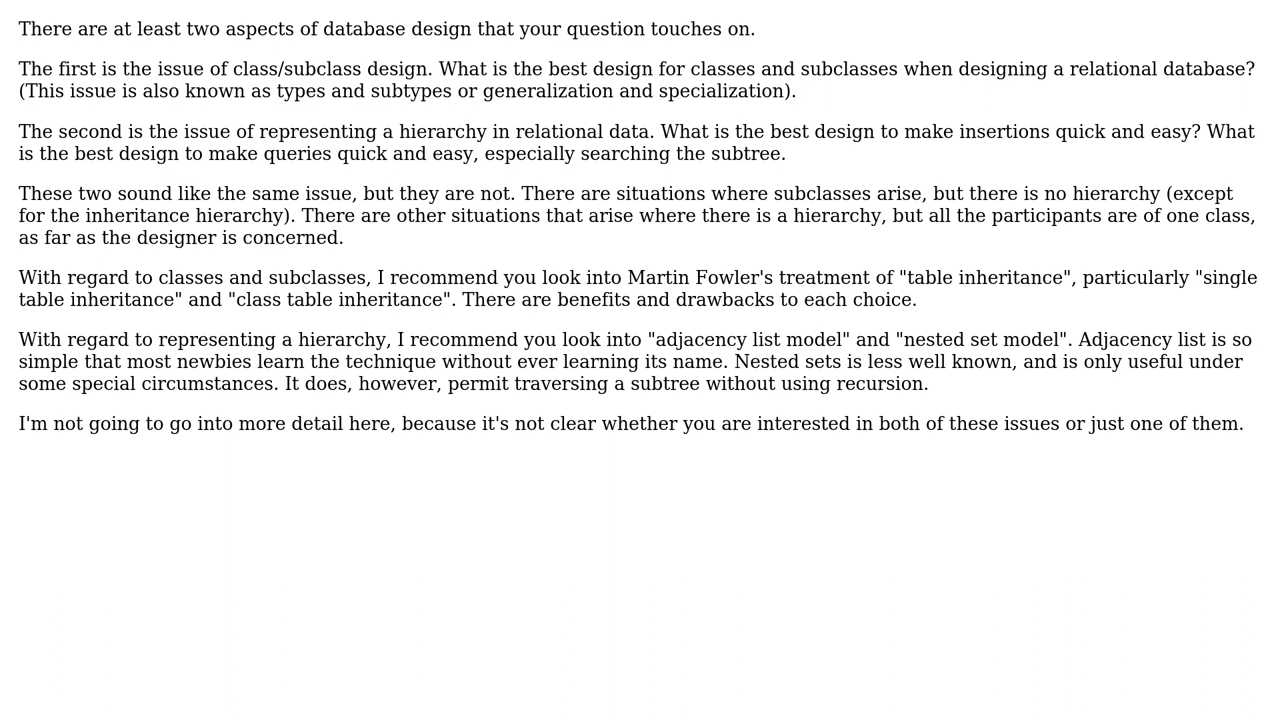 There are at least two aspects of database design that your question touches on.
The first is the issue of class/subclass design. What is the best design for classes and subclasses when designing a relational database?
(This issue is also known as types and subtypes or generalization and specialization).
The second is the issue of representing a hierarchy in relational data. What is the best design to make insertions quick and easy? What
is the best design to make queries quick and easy, especially searching the subtree.
These two sound like the same issue, but they are not. There are situations where subclasses arise, but there is no hierarchy (except
for the inheritance hierarchy). There are other situations that arise where there is a hierarchy, but all the participants are of one class,
as far as the designer is concerned.
With regard to classes and subclasses, I recommend you look into Martin Fowler's treatment of "table inheritance", particularly "single
table inheritance" and "class table inheritance". There are benefits and drawbacks to each choice.
With regard to representing a hierarchy, I recommend you look into "adjacency list model" and "nested set model". Adjacency list is so
simple that most newbies learn the technique without ever learning its name. Nested sets is less well known, and is only useful under
some special circumstances. It does, however, permit traversing a subtree without using recursion.
I'm not going to go into more detail here, because it's not clear whether you are interested in both of these issues or just one of them.